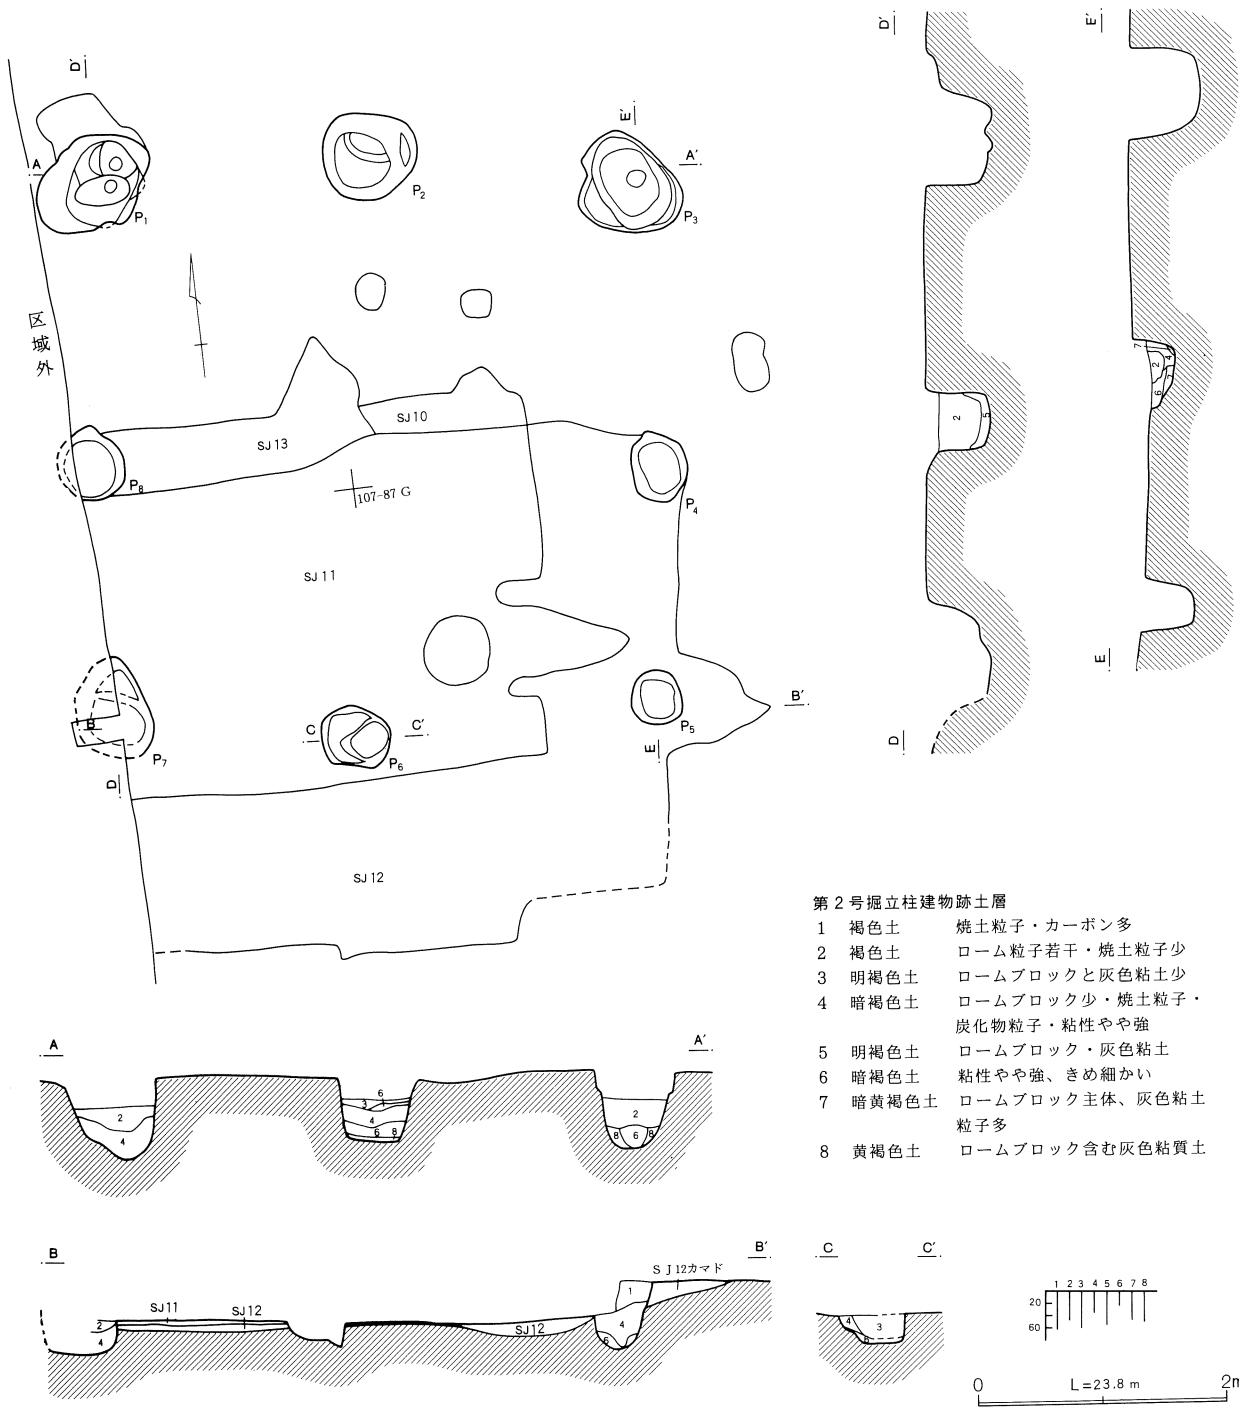 D'
E'
A
A'
P1
P2
P3
区域外
SJ13
SJ10
107-87 G
P8
P4
SJ11
B
B'
C
C'
E
P5
P6
P7
D
SJ12
D'
2
5
D
E'
7
2
4
7
6
E
第2号掘立柱建物跡土層
1 褐色土 焼土粒子・カーボン多
2 褐色土 ローム粒子若干・焼土粒子少
3 明褐色土 ロームブロックと灰色粘土少
4 暗褐色土 ロームブロック少・焼土粒子・
炭化物粒子・粘性やや強
5 明褐色土 ロームブロック・灰色粘土
6 暗褐色土 粘性やや強、きめ細かい
7 暗黄褐色土 ロームブロック主体、灰色粘土
粒子多
8 黄褐色土 ロームブロック含む灰色粘質土
A
A'
2
4
6
3
4
6 8
2
8 6 8
B
B'
SJ11
SJ12
SJ12カマド
2
4
SJ12
1
4
6
C
C'
4
3
6
1 2 3 4 5 6 7 8
20
60
0
L=23.8 m
2m